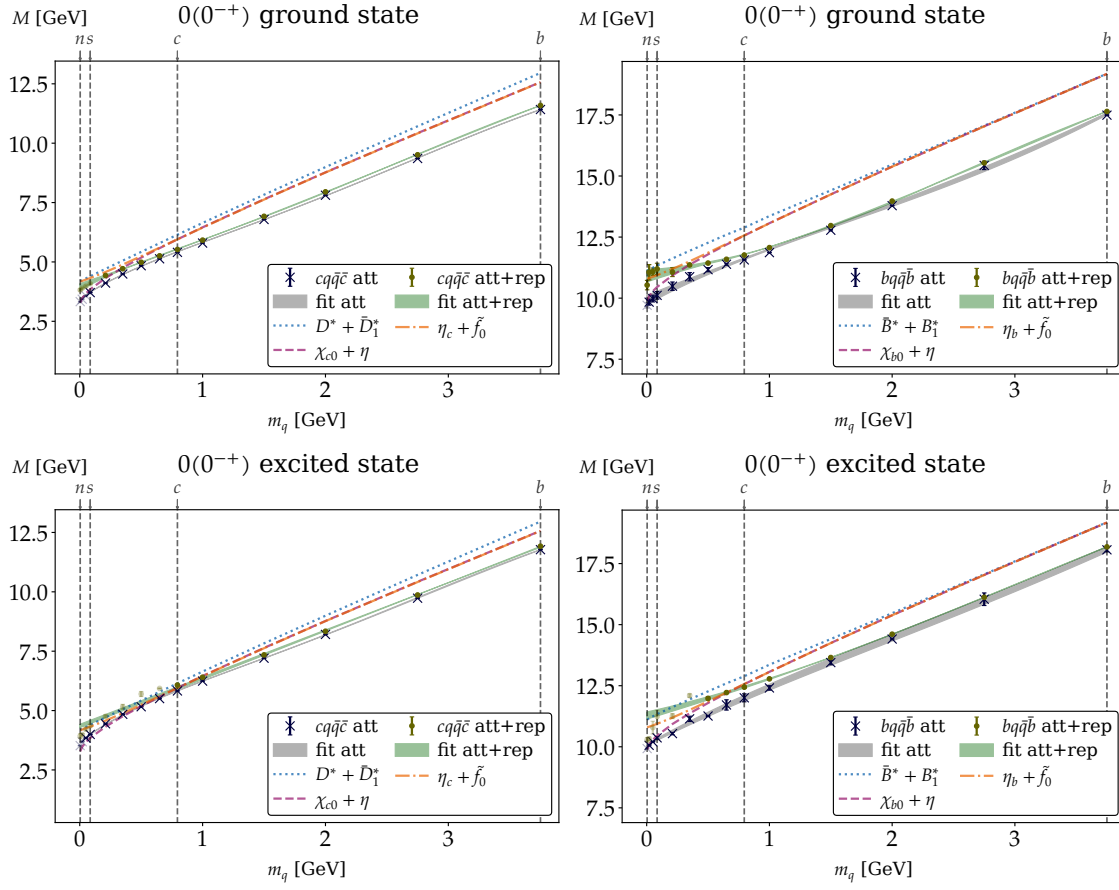 M [GeV] 0(0⁻⁺) ground state
n s c b
12.5
10.0
7.5
5.0
2.5
0 1 2 3
m_q [GeV]
cqq̄c̄ att cqq̄c̄ att+rep
fit att fit att+rep
D* + D̄₁* η_c + f̃₀
χ_c0 + η
M [GeV] 0(0⁻⁺) ground state
n s c b
17.5
15.0
12.5
10.0
7.5
0 1 2 3
m_q [GeV]
bqq̄b̄ att bqq̄b̄ att+rep
fit att fit att+rep
B̄* + B₁* η_b + f̃₀
χ_b0 + η
M [GeV] 0(0⁻⁺) excited state
n s c b
12.5
10.0
7.5
5.0
2.5
0 1 2 3
m_q [GeV]
cqq̄c̄ att cqq̄c̄ att+rep
fit att fit att+rep
D* + D̄₁* η_c + f̃₀
χ_c0 + η
M [GeV] 0(0⁻⁺) excited state
n s c b
17.5
15.0
12.5
10.0
7.5
0 1 2 3
m_q [GeV]
bqq̄b̄ att bqq̄b̄ att+rep
fit att fit att+rep
B̄* + B₁* η_b + f̃₀
χ_b0 + η